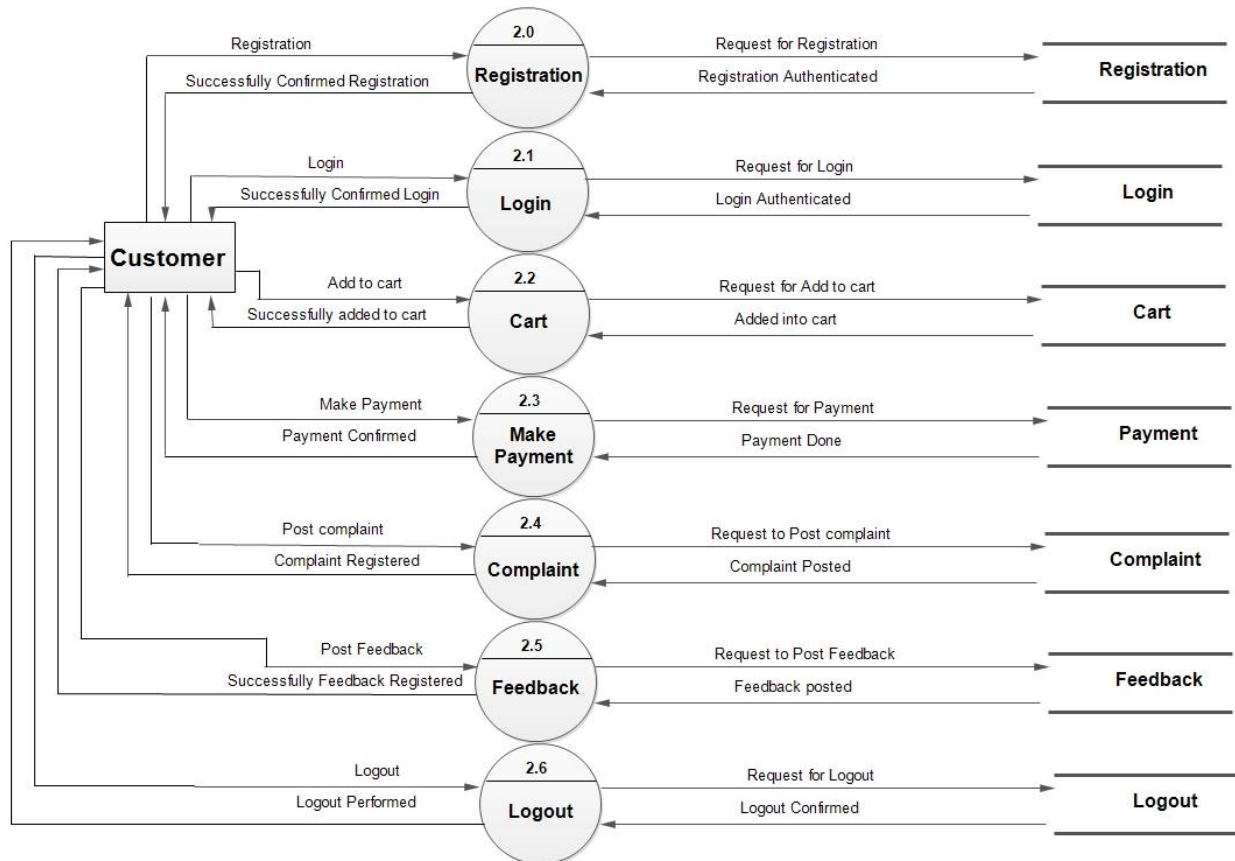 2.0
Registration
Request for Registration
Registration
Registration
Successfully Confirmed Registration
Registration Authenticated
2.1
Login
Request for Login
Login
Login
Successfully Confirmed Login
Login Authenticated
Customer
2.2
Add to cart
Request for Add to cart
Cart
Cart
Successfully added to cart
Added into cart
2.3
Make Payment
Request for Payment
Make
Payment
Payment
Payment Confirmed
Payment Done
2.4
Post complaint
Request to Post complaint
Complaint
Complaint
Complaint Registered
Complaint Posted
2.5
Post Feedback
Request to Post Feedback
Feedback
Feedback
Successfully Feedback Registered
Feedback posted
2.6
Logout
Request for Logout
Logout
Logout
Logout Performed
Logout Confirmed